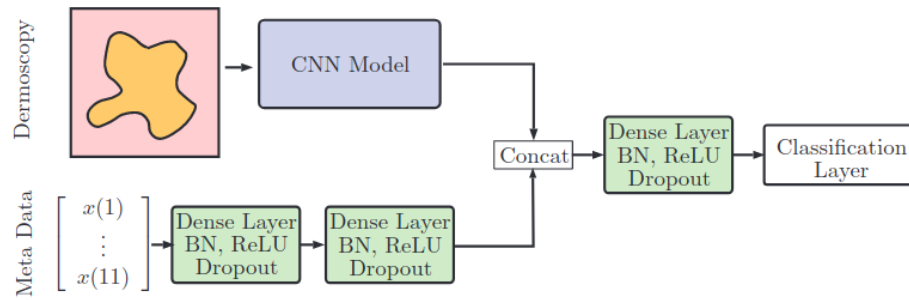 Dermoscopy
CNN Model
Concat
Dense Layer
BN, ReLU
Dropout
Classification
Layer
Meta Data
x(1)
⋮
x(11)
Dense Layer
BN, ReLU
Dropout
Dense Layer
BN, ReLU
Dropout